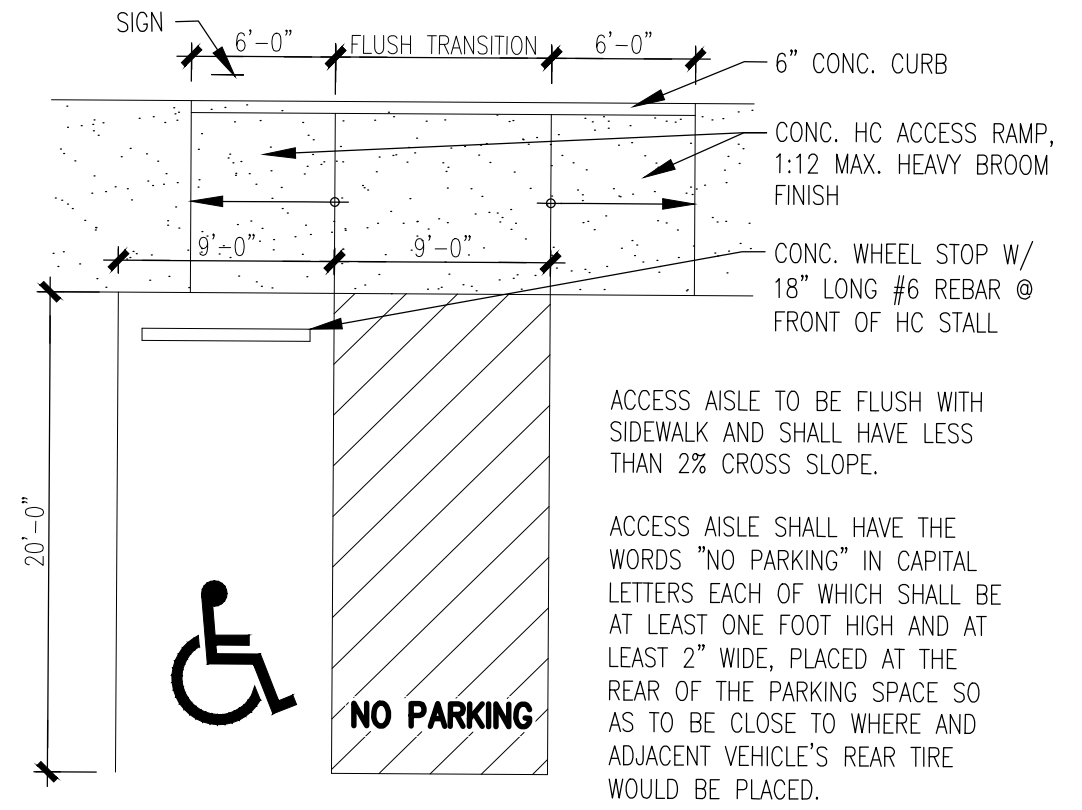 SIGN
6'-0" FLUSH TRANSITION 6'-0"
6" CONC. CURB
CONC. HC ACCESS RAMP,
1:12 MAX. HEAVY BROOM
FINISH
9'-0" 9'-0"
CONC. WHEEL STOP W/
18" LONG #6 REBAR @
FRONT OF HC STALL
20'-0"
ACCESS AISLE TO BE FLUSH WITH
SIDEWALK AND SHALL HAVE LESS
THAN 2% CROSS SLOPE.
ACCESS AISLE SHALL HAVE THE
WORDS "NO PARKING" IN CAPITAL
LETTERS EACH OF WHICH SHALL BE
AT LEAST ONE FOOT HIGH AND AT
LEAST 2" WIDE, PLACED AT THE
REAR OF THE PARKING SPACE SO
AS TO BE CLOSE TO WHERE AND
ADJACENT VEHICLE'S REAR TIRE
WOULD BE PLACED.
NO PARKING